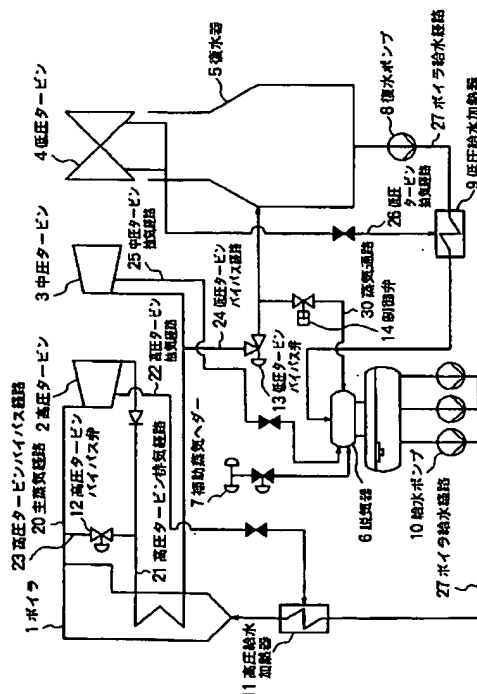 1 ボイラ
23 高圧タービンバイパス経路
20 主蒸気経路
12 高圧タービン
バイパス弁
2 高圧タービン
21 高圧タービン排気経路
22 高圧タービン
抽気経路
3 中圧タービン
25 中圧タービン
抽気経路
24 低圧タービン
バイパス経路
4 低圧タービン
5 復水器
13 低圧タービン
バイパス弁
14 制御弁
30 蒸気通路
26 低圧
タービン
抽気経路
8 復水ポンプ
27 ボイラ給水経路
9 低圧給水加熱器
7 補助蒸気ヘダー
6 脱気器
10 給水ポンプ
27 ボイラ給水経路
11 高圧給水
加熱器